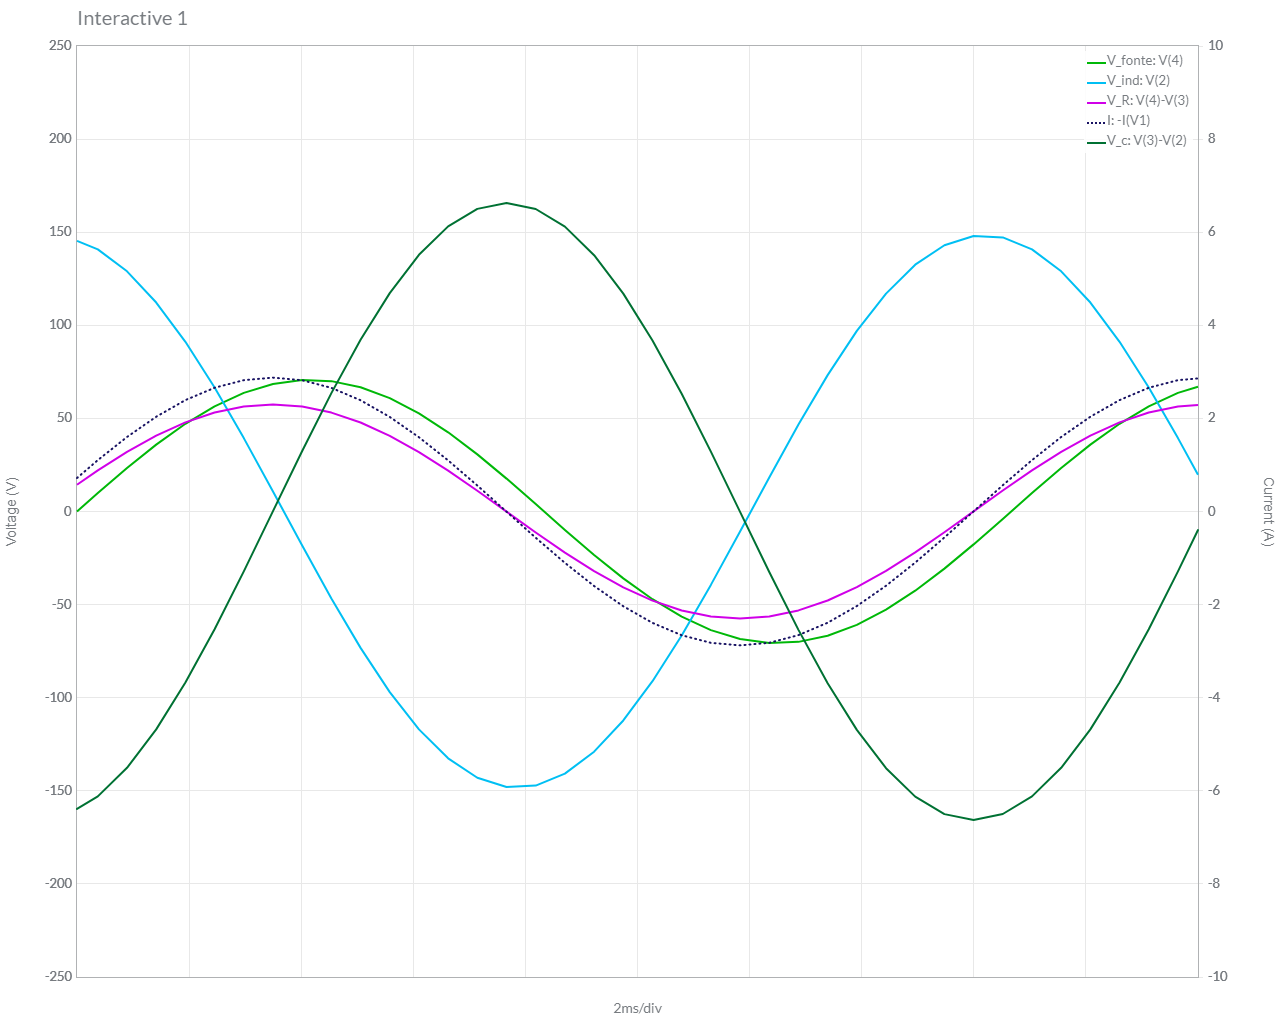 Interactive 1
250
200
150
100
50
0
-50
-100
-150
-200
-250
Voltage (V)
10
8
6
4
2
0
-2
-4
-6
-8
-10
Current (A)
V_fonte: V(4)
V_ind: V(2)
V_R: V(4)-V(3)
I: -I(V1)
V_c: V(3)-V(2)
2ms/div